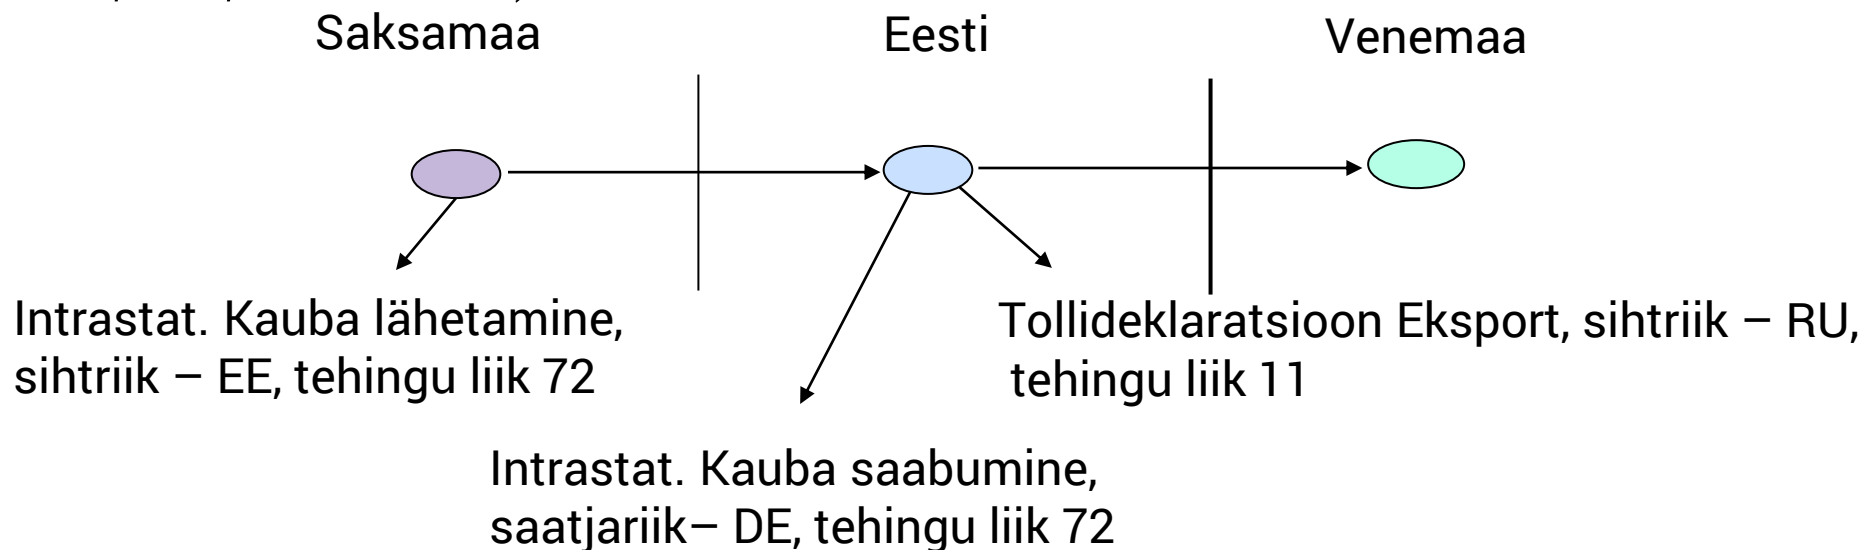 Saksamaa
Eesti
Venemaa
Intrastat. Kauba lähetamine,
sihtriik – EE, tehingu liik 72
Tollideklaratsioon Eksport, sihtriik – RU,
tehingu liik 11
Intrastat. Kauba saabumine,
saatjariik– DE, tehingu liik 72